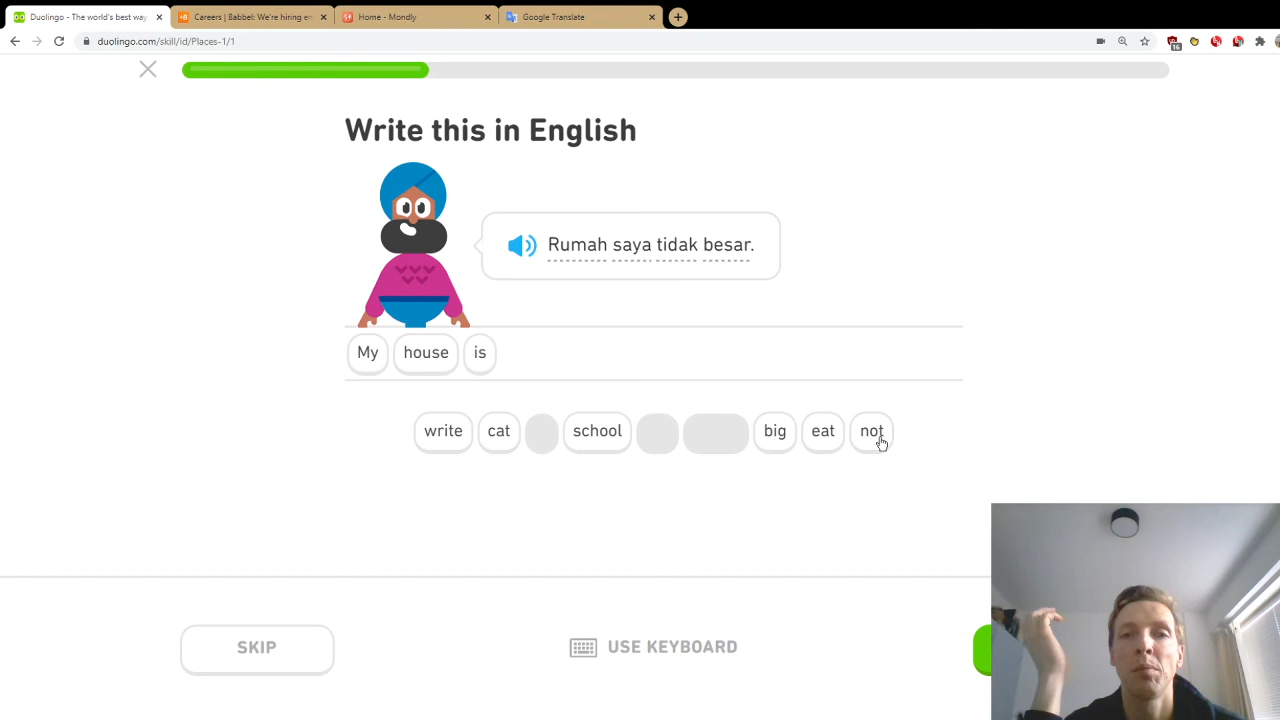 Duolingo - The world's best way
Careers | Babbel: We're hiring en
Home - Mondly
Google Translate
duolingo.com/skill/id/Places-1/1
16
Write this in English
Rumah saya tidak besar.
My house is
write cat school big eat not
SKIP
USE KEYBOARD